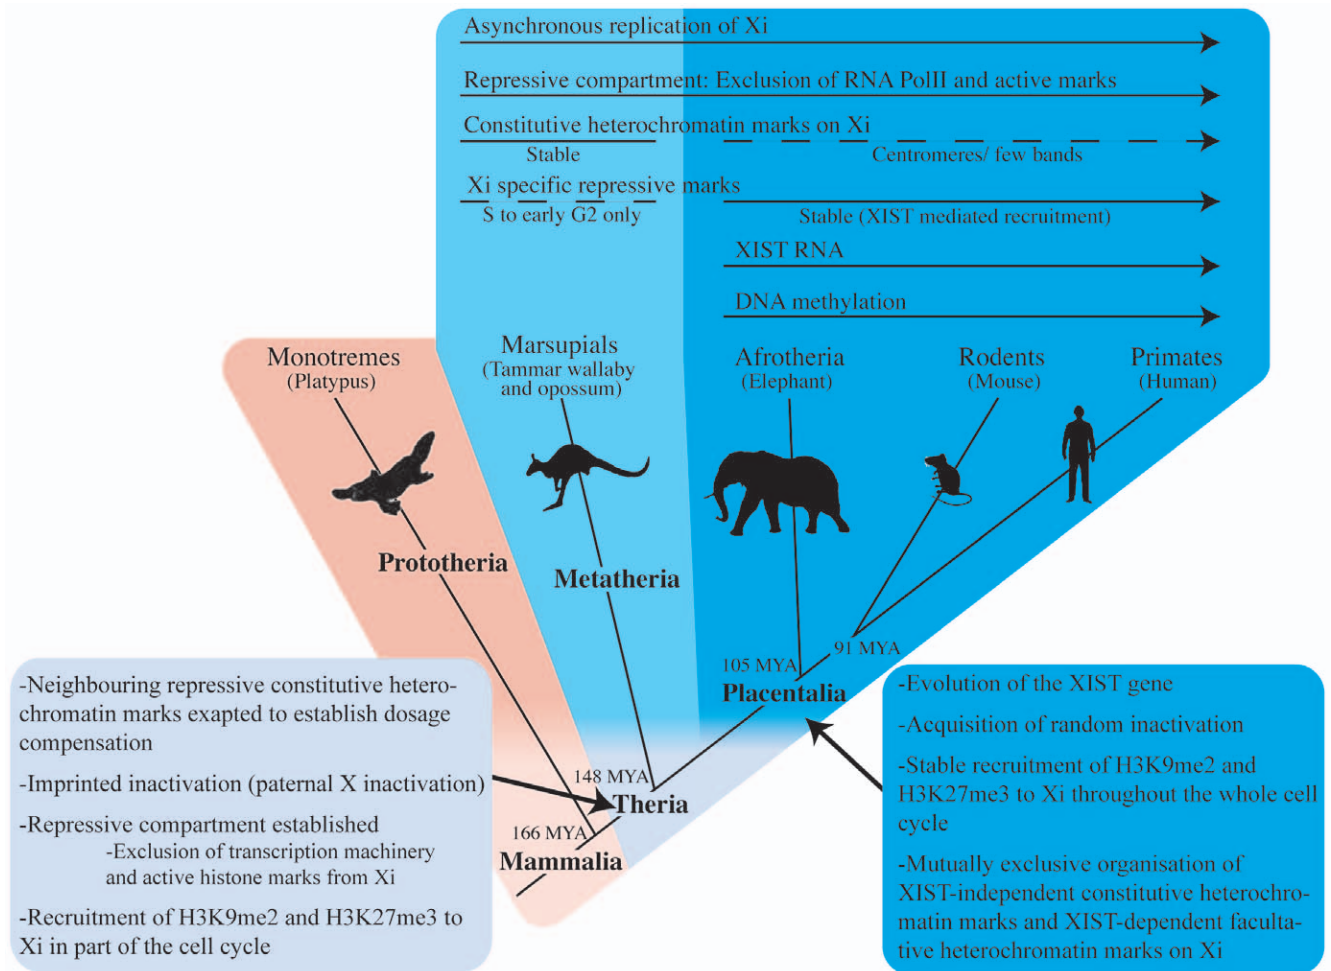 Asynchronous replication of Xi
Repressive compartment: Exclusion of RNA PolII and active marks
Constitutive heterochromatin marks on Xi
Stable
Centromeres/ few bands
Xi specific repressive marks
S to early G2 only
Stable (XIST mediated recruitment)
XIST RNA
DNA methylation
Monotremes
(Platypus)
Marsupials
(Tammar wallaby
and opossum)
Afrotheria
(Elephant)
Rodents
(Mouse)
Primates
(Human)
Prototheria
Metatheria
91 MYA
105 MYA
Placentalia
148 MYA
Theria
166 MYA
Mammalia
-Neighbouring repressive constitutive hetero-
chromatin marks exapted to establish dosage
compensation
-Imprinted inactivation (paternal X inactivation)
-Repressive compartment established
-Exclusion of transcription machinery
and active histone marks from Xi
-Recruitment of H3K9me2 and H3K27me3 to
Xi in part of the cell cycle
-Evolution of the XIST gene
-Acquisition of random inactivation
-Stable recruitment of H3K9me2 and
H3K27me3 to Xi throughout the whole cell
cycle
-Mutually exclusive organisation of
XIST-independent constitutive heterochro-
matin marks and XIST-dependent faculta-
tive heterochromatin marks on Xi